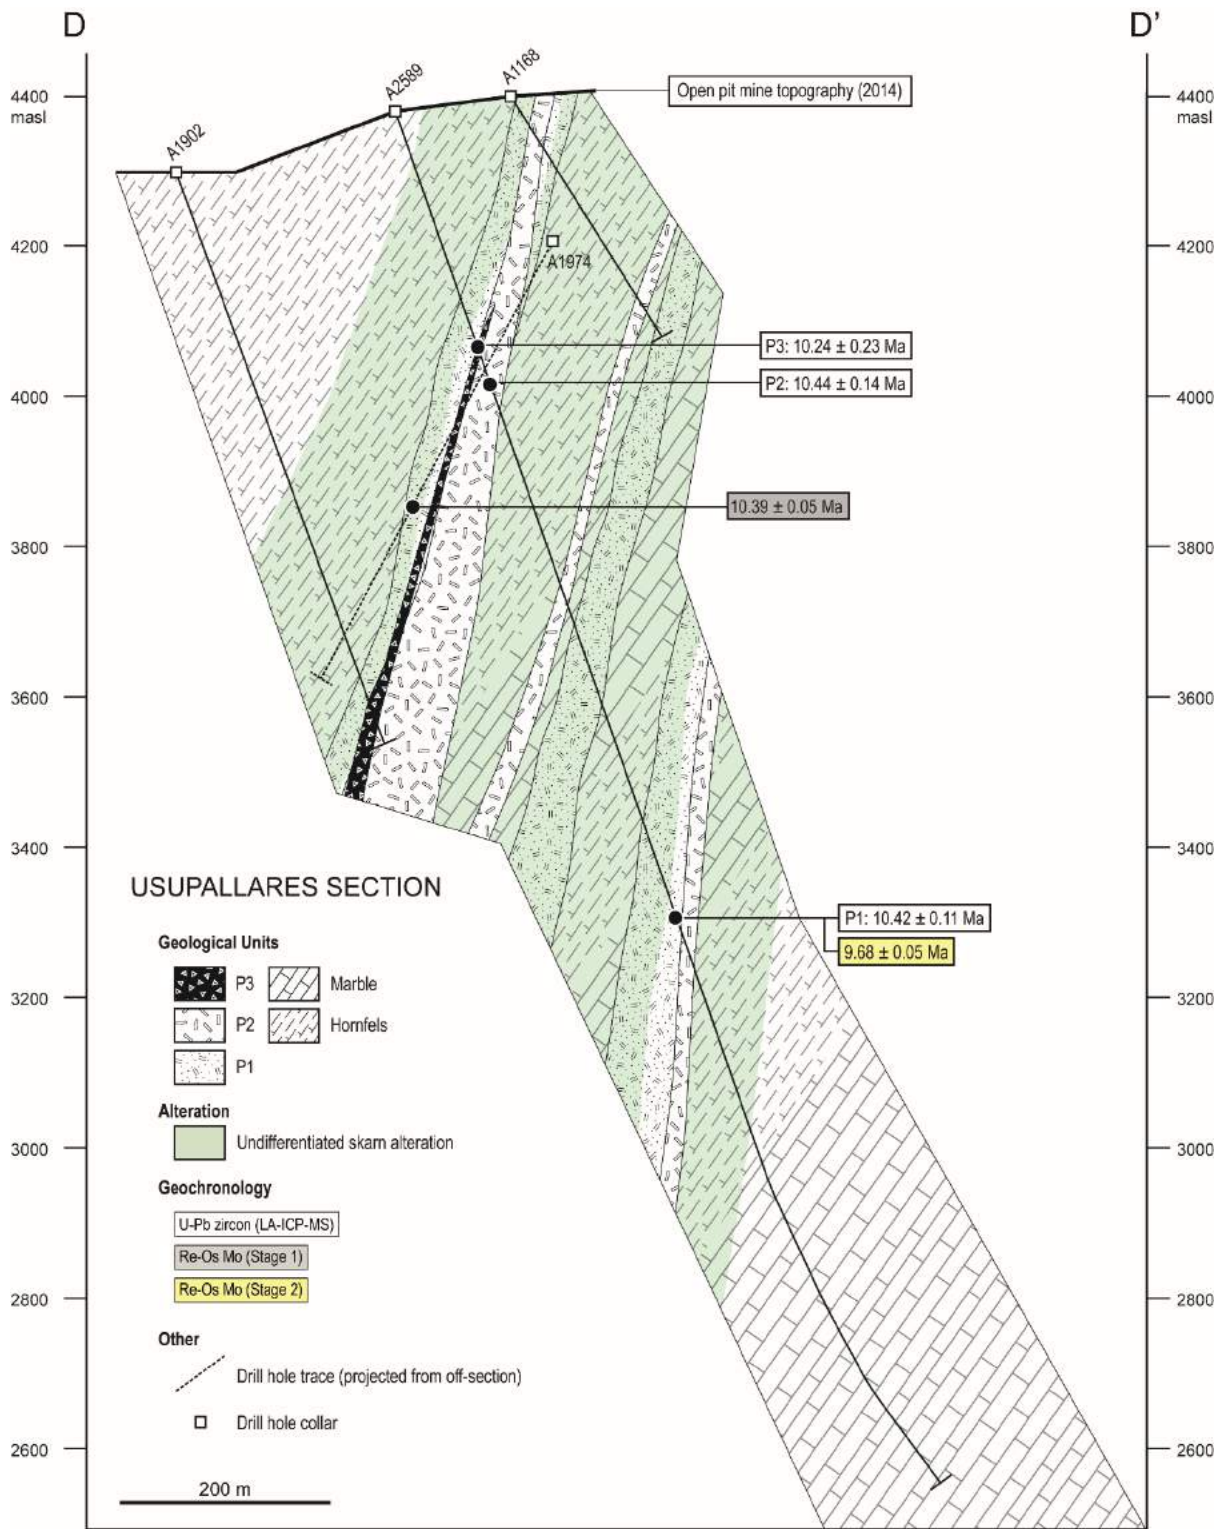 D
D'
A1902
A2589
A1168
Open pit mine topography (2014)
4400
masl
4400
masl
4200
4200
A1974
P3: 10.24 ± 0.23 Ma
P2: 10.44 ± 0.14 Ma
4000
4000
10.39 ± 0.05 Ma
3800
3800
3600
3600
3400
3400
USUPALLARES SECTION
P1: 10.42 ± 0.11 Ma
9.68 ± 0.05 Ma
Geological Units
P3
Marble
P2
Hornfels
P1
3200
3200
Alteration
Undifferentiated skarn alteration
3000
3000
Geochronology
U-Pb zircon (LA-ICP-MS)
Re-Os Mo (Stage 1)
Re-Os Mo (Stage 2)
2800
2800
Other
Drill hole trace (projected from off-section)
Drill hole collar
2600
2600
200 m